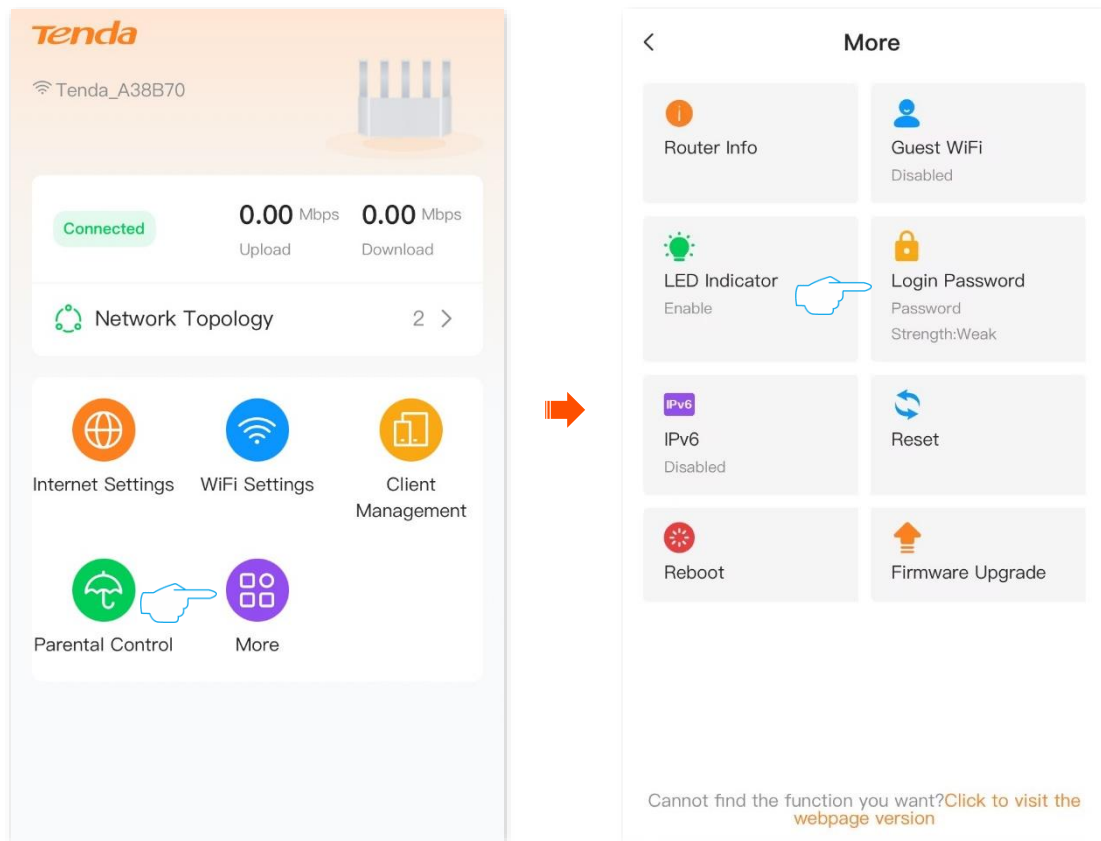 Tenda
Tenda_A38B70
Connected
0.00 Mbps
Upload
0.00 Mbps
Download
Network Topology
2
Internet Settings
WiFi Settings
Client
Management
Parental Control
More
More
Router Info
Guest WiFi
Disabled
LED Indicator
Enable
Login Password
Password
Strength:Weak
IPv6
IPv6
Disabled
Reset
Reboot
Firmware Upgrade
Cannot find the function you want?Click to visit the
webpage version